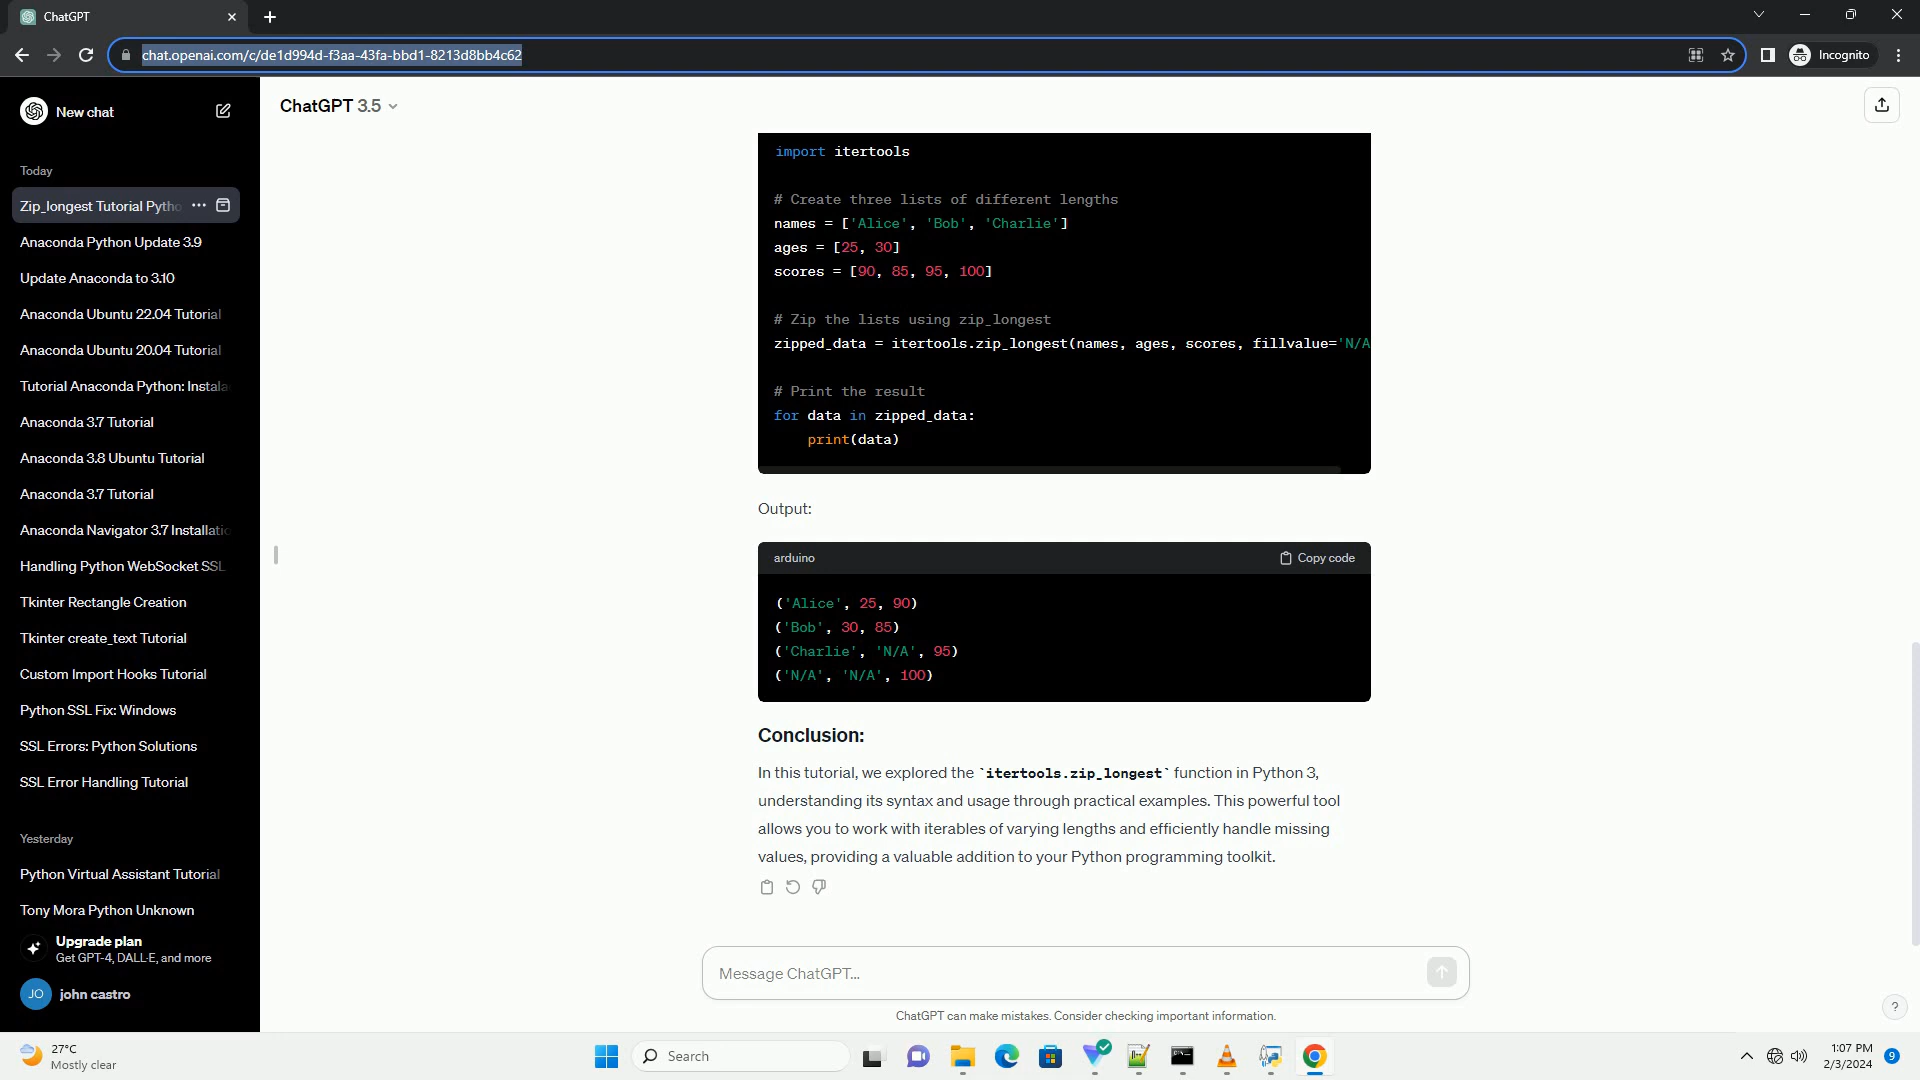 ChatGPT
chat.openai.com/c/de1d994d-f3aa-43fa-bbd1-8213d8bb4c62
Incognito
New chat
Today
Zip_longest Tutorial Pytho
Anaconda Python Update 3.9
Update Anaconda to 3.10
Anaconda Ubuntu 22.04 Tutorial
Anaconda Ubuntu 20.04 Tutorial
Tutorial Anaconda Python: Instala
Anaconda 3.7 Tutorial
Anaconda 3.8 Ubuntu Tutorial
Anaconda 3.7 Tutorial
Anaconda Navigator 3.7 Installatio
Handling Python WebSocket SSL
Tkinter Rectangle Creation
Tkinter create_text Tutorial
Custom Import Hooks Tutorial
Python SSL Fix: Windows
SSL Errors: Python Solutions
SSL Error Handling Tutorial
Yesterday
Python Virtual Assistant Tutorial
Tony Mora Python Unknown
Upgrade plan
Get GPT-4, DALL·E, and more
JO john castro
ChatGPT 3.5
import itertools
# Create three lists of different lengths
names = ['Alice', 'Bob', 'Charlie']
ages = [25, 30]
scores = [90, 85, 95, 100]
# Zip the lists using zip_longest
zipped_data = itertools.zip_longest(names, ages, scores, fillvalue='N/A
# Print the result
for data in zipped_data:
    print(data)
Output:
arduino
Copy code
('Alice', 25, 90)
('Bob', 30, 85)
('Charlie', 'N/A', 95)
('N/A', 'N/A', 100)
Conclusion:
In this tutorial, we explored the `itertools.zip_longest` function in Python 3,
understanding its syntax and usage through practical examples. This powerful tool
allows you to work with iterables of varying lengths and efficiently handle missing
values, providing a valuable addition to your Python programming toolkit.
Message ChatGPT...
ChatGPT can make mistakes. Consider checking important information.
?
27°C
Mostly clear
Search
1:07 PM
2/3/2024
9